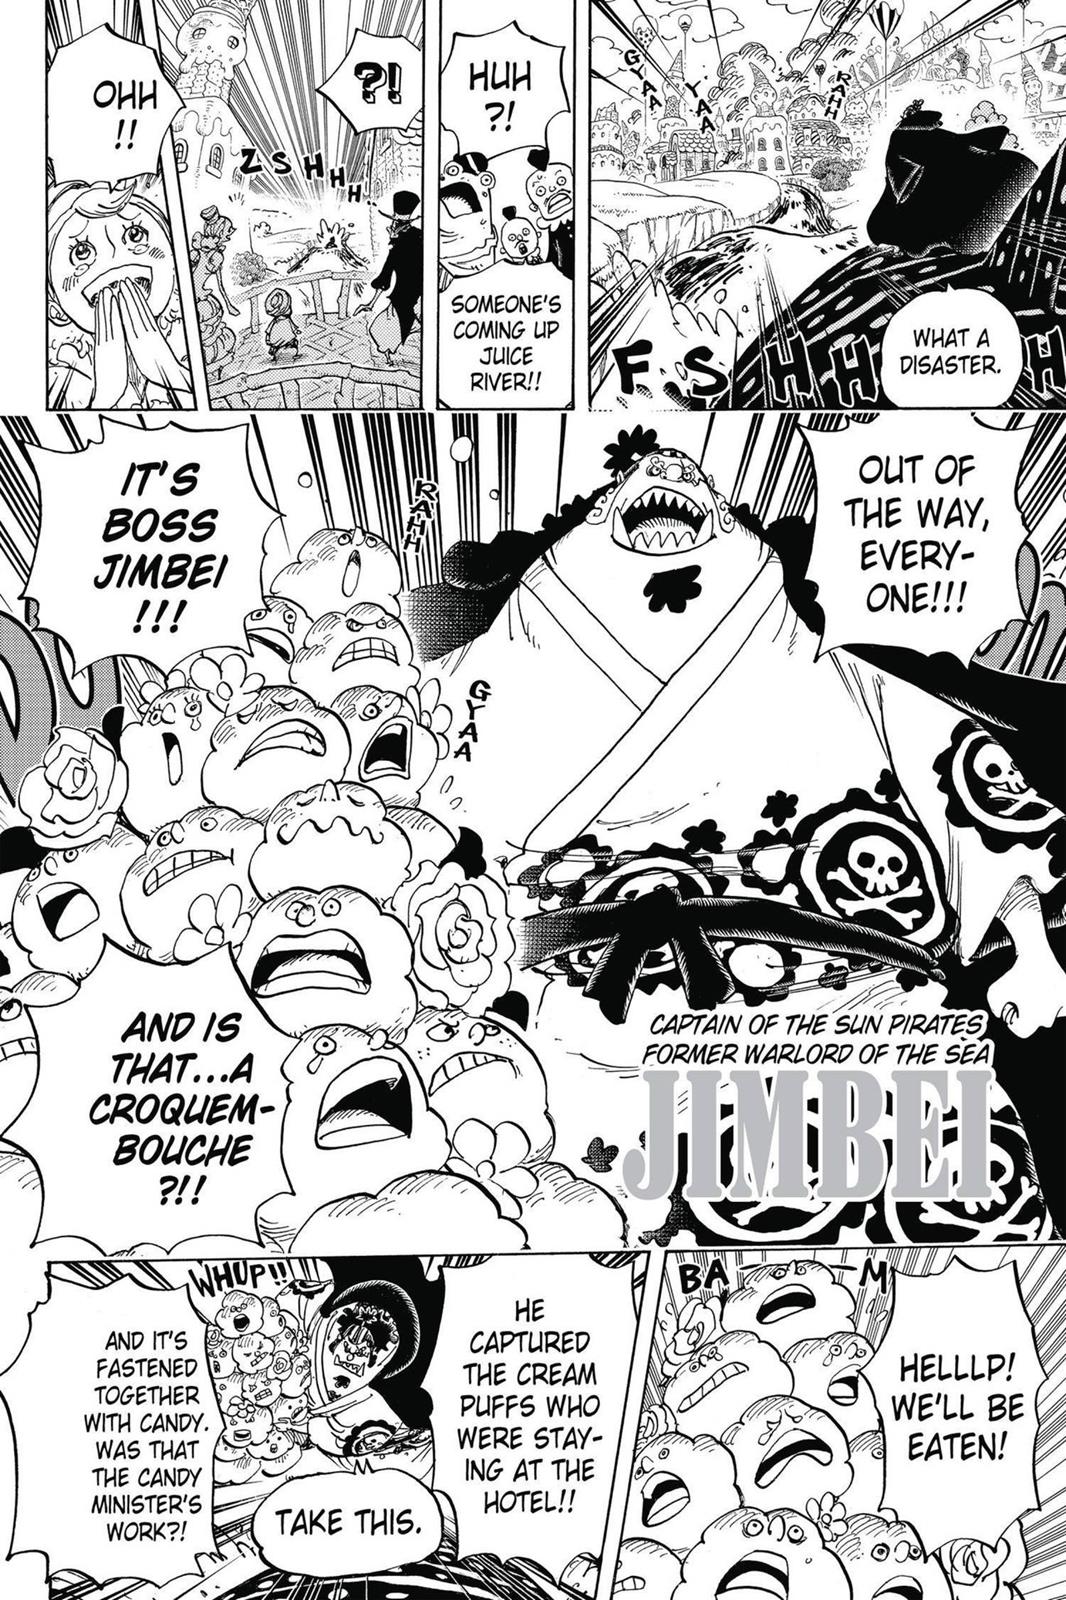 GYAA
YAA
RAHH
WHAT A
DISASTER.
FSHHHH
HUH
?!
SOMEONE'S
COMING UP
JUICE
RIVER!!
?!
ZSHHH
OHH
!!
OUT OF
THE WAY,
EVERY-
ONE!!!
RAHH
IT'S
BOSS
JIMBEI
!!!
GYAA
AND IS
THAT...A
CROQUEM-
BOUCHE
?!!
CAPTAIN OF THE SUN PIRATES
FORMER WARLORD OF THE SEA
JIMBEI
BA—M
HELLLP!
WE'LL BE
EATEN!
HE
CAPTURED
THE CREAM
PUFFS WHO
WERE STAY-
ING AT THE
HOTEL!!
WHUP!!
TAKE THIS.
AND IT'S
FASTENED
TOGETHER
WITH CANDY.
WAS THAT
THE CANDY
MINISTER'S
WORK?!